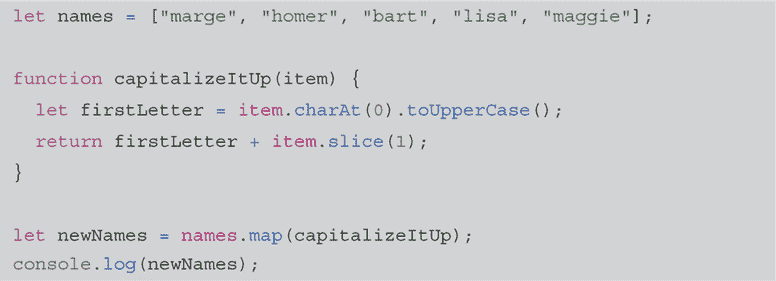 let names = ["marge", "homer", "bart", "lisa", "maggie"];

function capitalizeItUp(item) {
  let firstLetter = item.charAt(0).toUpperCase();
  return firstLetter + item.slice(1);
}

let newNames = names.map(capitalizeItUp);
console.log(newNames);